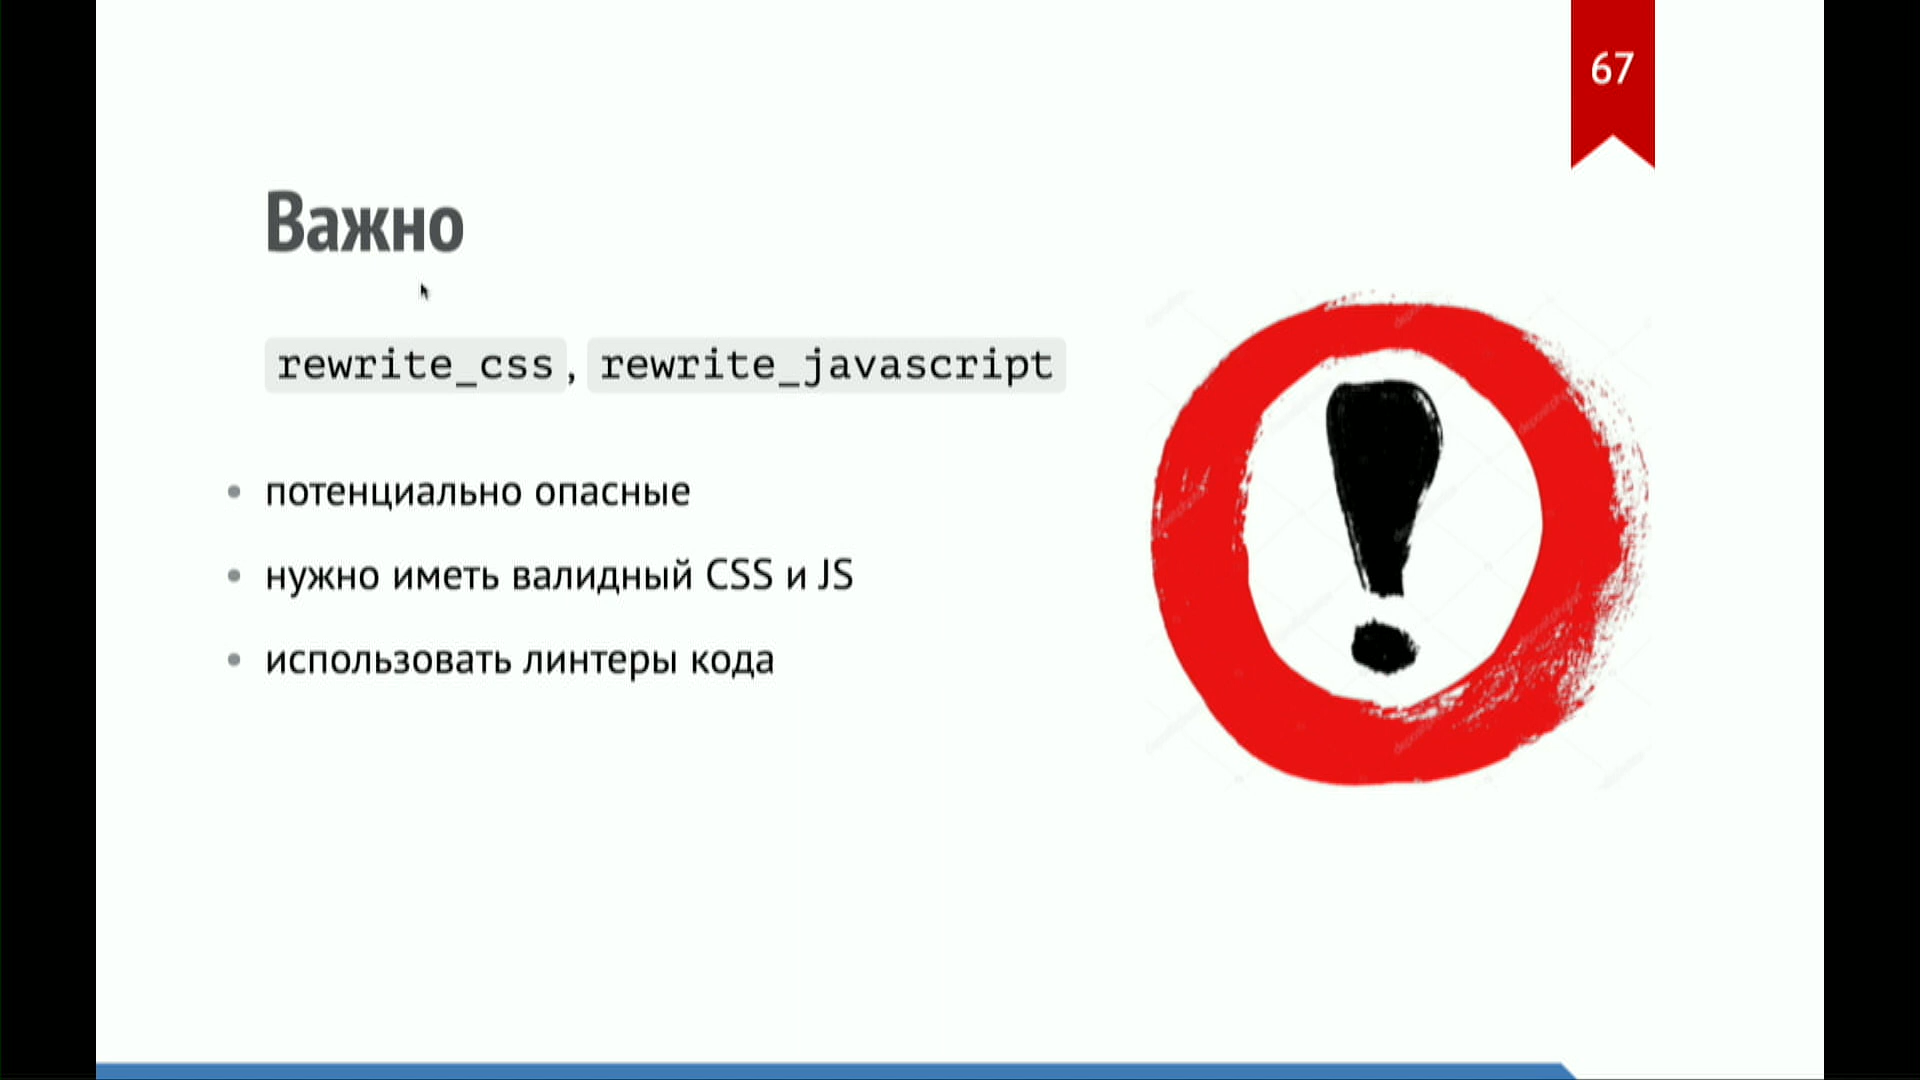 67
Важно
rewrite_css, rewrite_javascript
• потенциально опасные
• нужно иметь валидный CSS и JS
• использовать линтеры кода